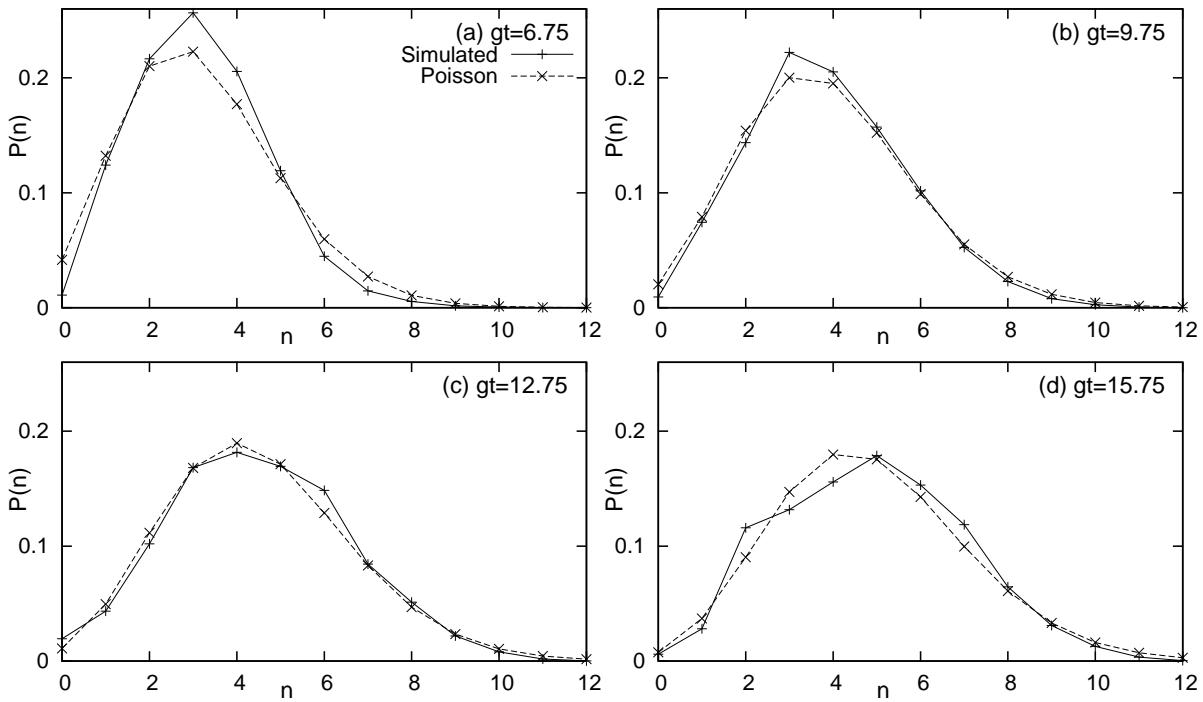 (a) gt=6.75
Simulated
Poisson
P(n)
0.2
0.1
0
0 2 4 6 8 10 12
n
(b) gt=9.75
P(n)
0.2
0.1
0
0 2 4 6 8 10 12
n
(c) gt=12.75
P(n)
0.2
0.1
0
0 2 4 6 8 10 12
n
(d) gt=15.75
P(n)
0.2
0.1
0
0 2 4 6 8 10 12
n